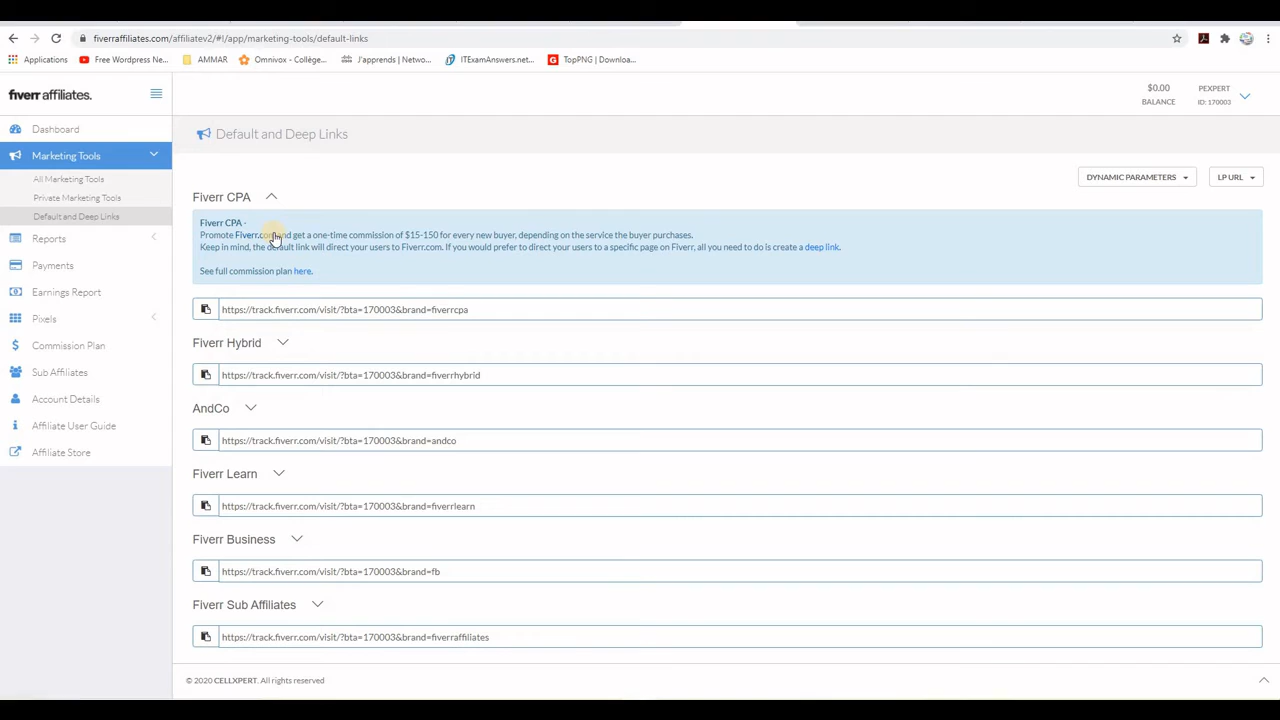 fiverraffiliates.com/affiliatev2/#!/app/marketing-tools/default-links
Applications
Free Wordpress Ne...
AMMAR
Omnivox - Collège...
J'apprends | Netwo...
ITExamAnswers.net...
TopPNG | Downloa...
fiverr affiliates.
$0.00
BALANCE
PEXPERT
ID: 170003
Dashboard
Marketing Tools
All Marketing Tools
Private Marketing Tools
Default and Deep Links
Reports
Payments
Earnings Report
Pixels
Commission Plan
Sub Affiliates
Account Details
Affiliate User Guide
Affiliate Store
Default and Deep Links
DYNAMIC PARAMETERS
LP URL
Fiverr CPA
Fiverr CPA -
Promote Fiverr.com and get a one-time commission of $15-150 for every new buyer, depending on the service the buyer purchases.
Keep in mind, the default link will direct your users to Fiverr.com. If you would prefer to direct your users to a specific page on Fiverr, all you need to do is create a deep link.
See full commission plan here.
https://track.fiverr.com/visit/?bta=170003&brand=fiverrcpa
Fiverr Hybrid
https://track.fiverr.com/visit/?bta=170003&brand=fiverrhybrid
AndCo
https://track.fiverr.com/visit/?bta=170003&brand=andco
Fiverr Learn
https://track.fiverr.com/visit/?bta=170003&brand=fiverrlearn
Fiverr Business
https://track.fiverr.com/visit/?bta=170003&brand=fb
Fiverr Sub Affiliates
https://track.fiverr.com/visit/?bta=170003&brand=fiverraffiliates
© 2020 CELLXPERT. All rights reserved